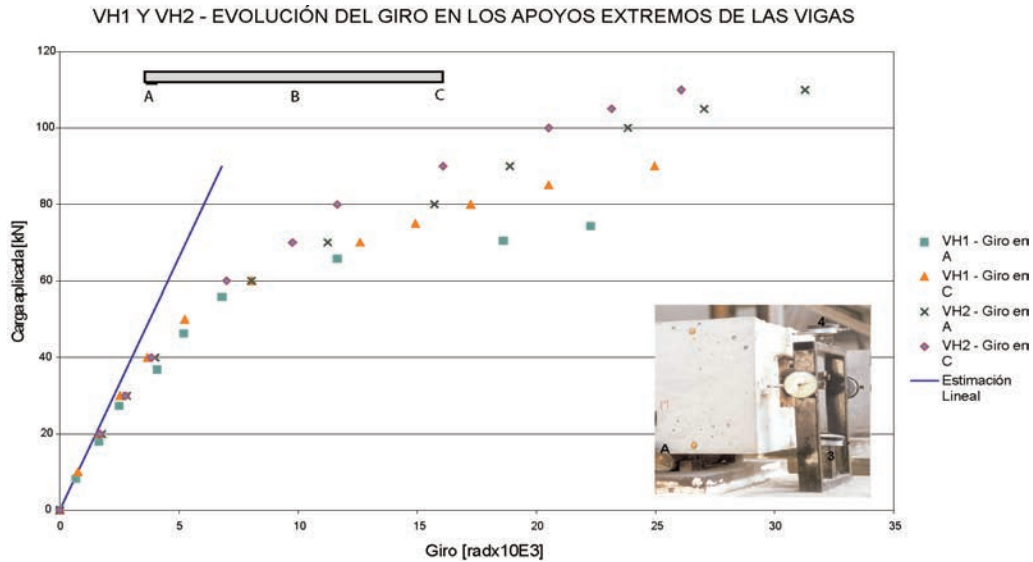 VH1 Y VH2 - EVOLUCIÓN DEL GIRO EN LOS APOYOS EXTREMOS DE LAS VIGAS
120
100
80
60
40
20
0
Carga aplicada [kN]
A
B
C
0
5
10
15
20
25
30
35
Giro [radx10E3]
4
A
3
VH1 - Giro en
A
VH1 - Giro en
C
VH2 - Giro en
A
VH2 - Giro en
C
Estimación
Lineal